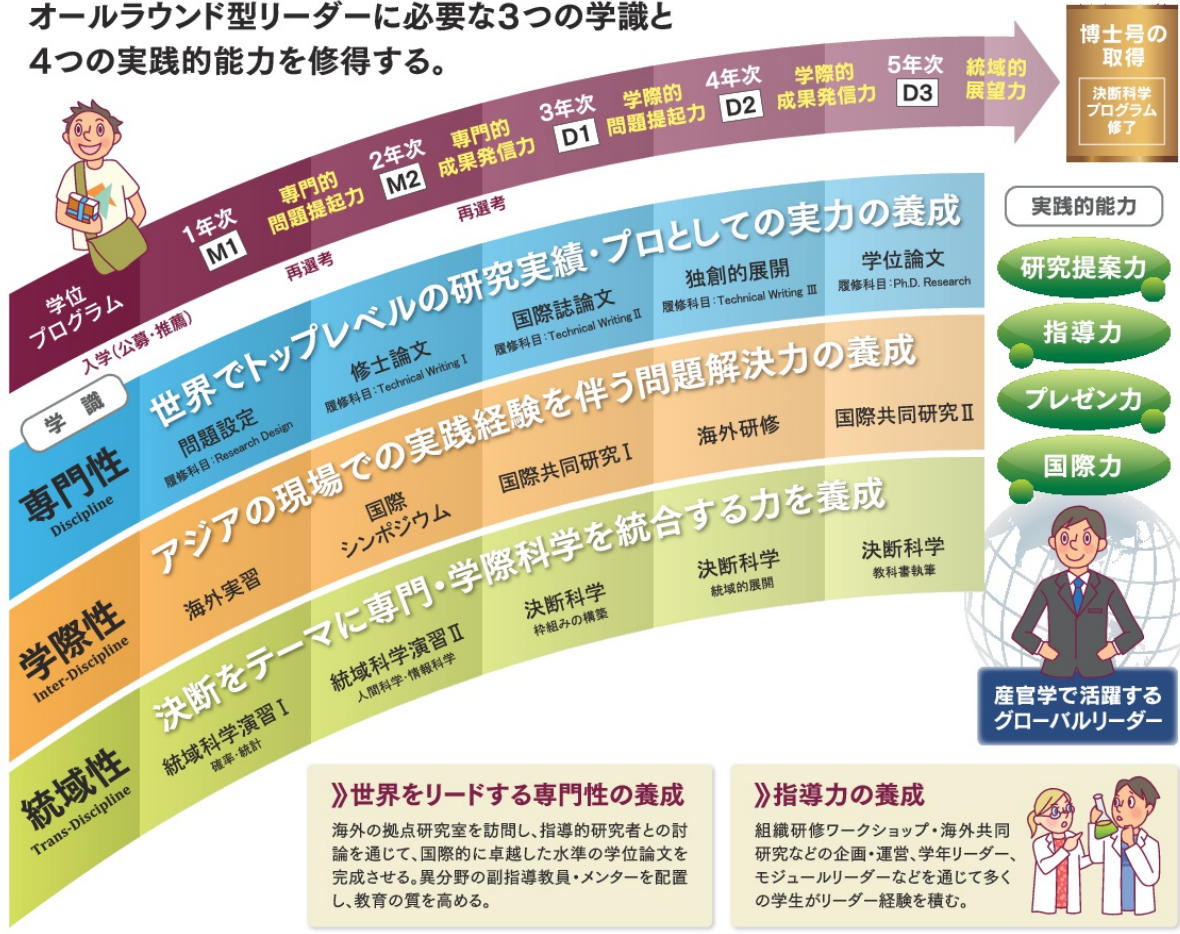 オールラウンド型リーダーに必要な3つの学識と
4つの実践的能力を修得する。
博士号の
取得
決断科学
プログラム
修了
学位
プログラム
1年次
M1
専門的
問題提起力
2年次
M2
専門的
成果発信力
3年次
D1
学際的
問題提起力
4年次
D2
学際的
成果発信力
5年次
D3
統域的
展望力
入学(公募・推薦)
再選考
再選考
学識
専門性
Discipline
世界でトップレベルの研究実績・プロとしての実力の養成
問題設定
履修科目:Research Design
修士論文
履修科目:Technical Writing Ⅰ
国際誌論文
履修科目:Technical Writing Ⅱ
独創的展開
履修科目:Technical Writing Ⅲ
学位論文
履修科目:Ph.D. Research
学際性
Inter-Discipline
アジアの現場での実践経験を伴う問題解決力の養成
海外実習
国際
シンポジウム
国際共同研究Ⅰ
海外研修
国際共同研究Ⅱ
統域性
Trans-Discipline
決断をテーマに専門・学際科学を統合する力を養成
統域科学演習Ⅰ
確率・統計
統域科学演習Ⅱ
人間科学・情報科学
決断科学
枠組みの構築
決断科学
統域的展開
決断科学
教科書執筆
実践的能力
研究提案力
指導力
プレゼン力
国際力
産官学で活躍する
グローバルリーダー
》世界をリードする専門性の養成
海外の拠点研究室を訪問し、指導的研究者との討
論を通じて、国際的に卓越した水準の学位論文を
完成させる。異分野の副指導教員・メンターを配置
し、教育の質を高める。
》指導力の養成
組織研修ワークショップ・海外共同
研究などの企画・運営、学年リーダー、
モジュールリーダーなどを通じて多く
の学生がリーダー経験を積む。